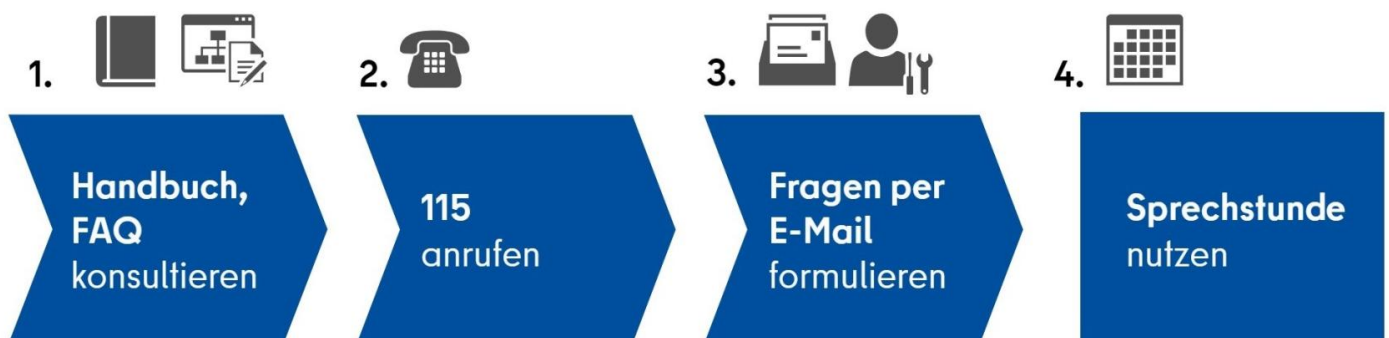 1.
Handbuch,
FAQ
konsultieren
2.
115
anrufen
3.
Fragen per
E-Mail
formulieren
4.
Sprechstunde
nutzen